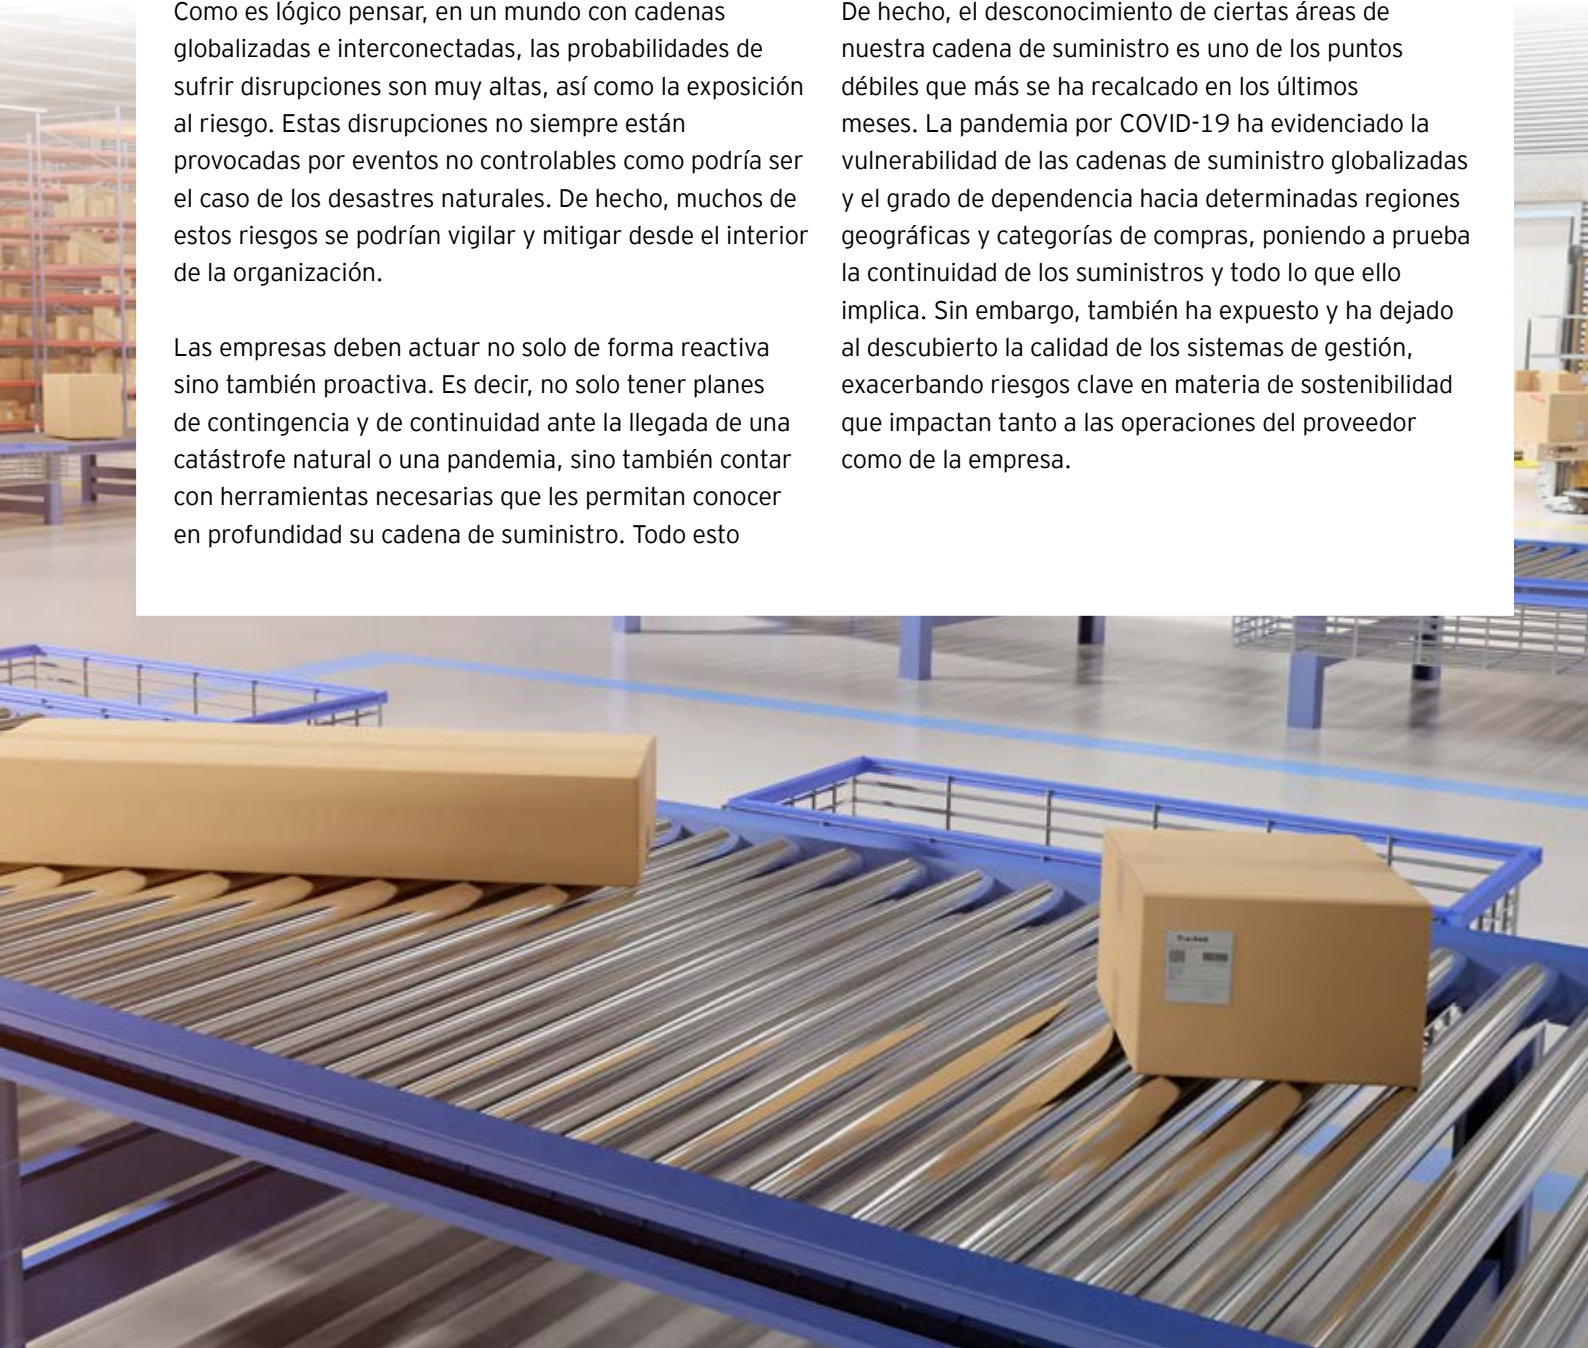 Como es lógico pensar, en un mundo con cadenas
globalizadas e interconectadas, las probabilidades de
sufrir disrupciones son muy altas, así como la exposición
al riesgo. Estas disrupciones no siempre están
provocadas por eventos no controlables como podría ser
el caso de los desastres naturales. De hecho, muchos de
estos riesgos se podrían vigilar y mitigar desde el interior
de la organización.
Las empresas deben actuar no solo de forma reactiva
sino también proactiva. Es decir, no solo tener planes
de contingencia y de continuidad ante la llegada de una
catástrofe natural o una pandemia, sino también contar
con herramientas necesarias que les permitan conocer
en profundidad su cadena de suministro. Todo esto
De hecho, el desconocimiento de ciertas áreas de
nuestra cadena de suministro es uno de los puntos
débiles que más se ha recalcado en los últimos
meses. La pandemia por COVID-19 ha evidenciado la
vulnerabilidad de las cadenas de suministro globalizadas
y el grado de dependencia hacia determinadas regiones
geográficas y categorías de compras, poniendo a prueba
la continuidad de los suministros y todo lo que ello
implica. Sin embargo, también ha expuesto y ha dejado
al descubierto la calidad de los sistemas de gestión,
exacerbando riesgos clave en materia de sostenibilidad
que impactan tanto a las operaciones del proveedor
como de la empresa.
Tracked